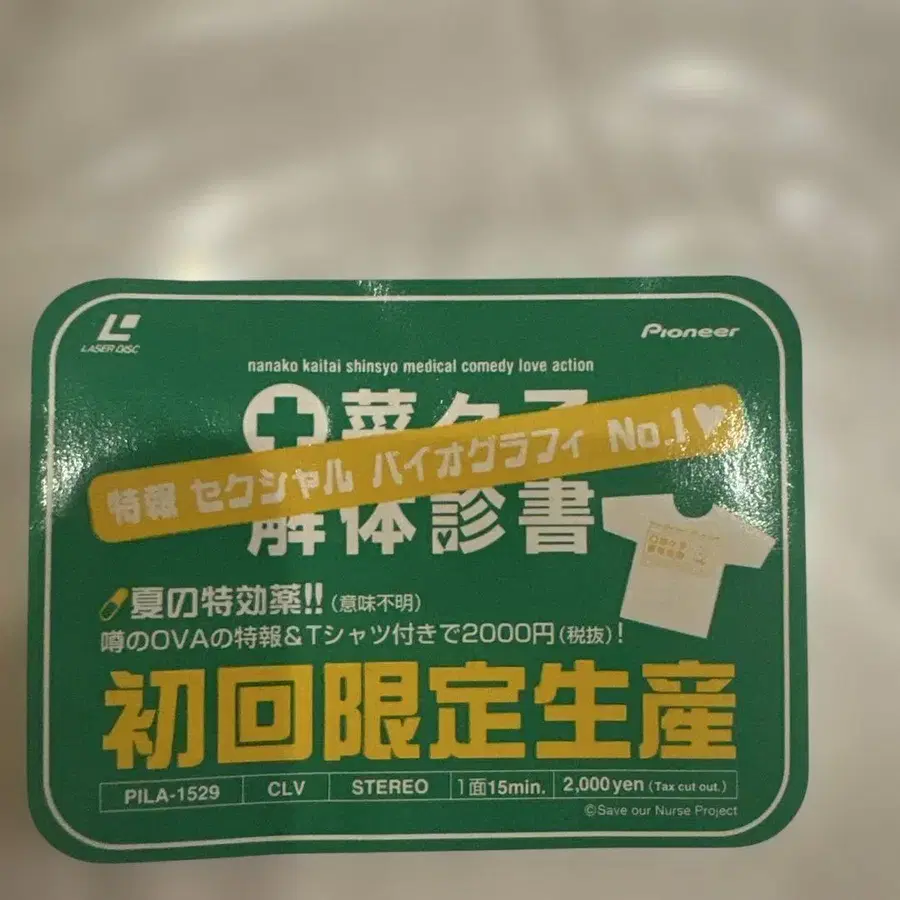 LASER DISC
Pioneer
nanako kaitai shinsyo medical comedy love action
菜々子
特報 セクシャル バイオグラフィ No.1♥
解体診書
夏の特効薬!!(意味不明)
噂のOVAの特報&Tシャツ付きで2000円(税抜)!
初回限定生産
PILA-1529 CLV STEREO 1面15min. 2,000yen (Tax cut out.)
©Save our Nurse Project